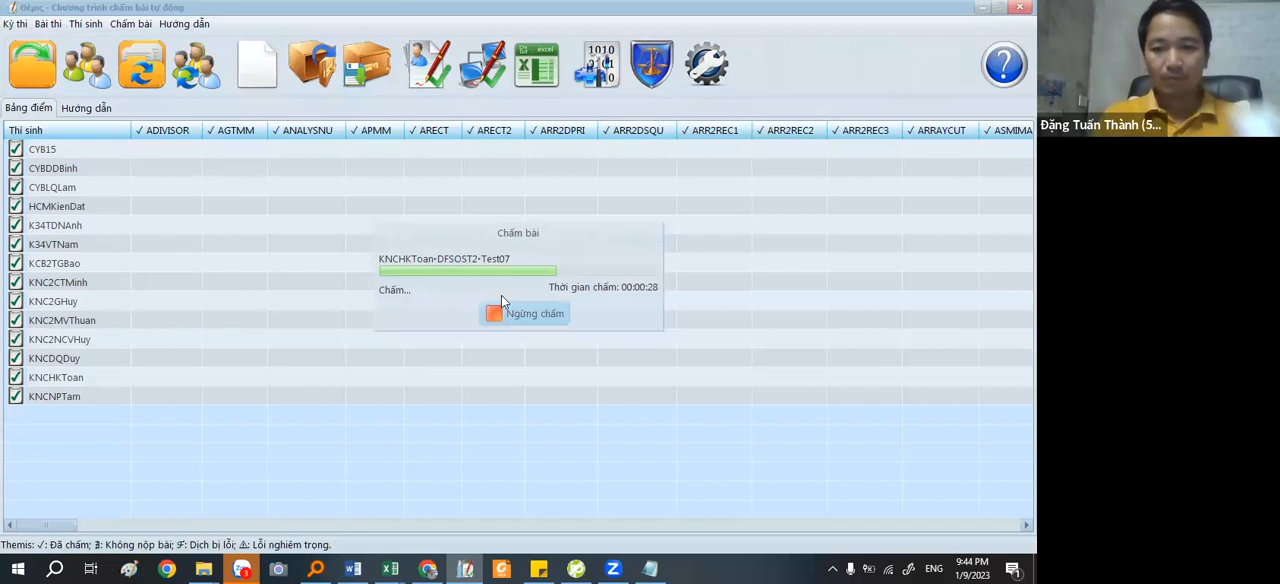 Θέμις - Chương trình chấm bài tự động
Kỳ thi Bài thi Thí sinh Chấm bài Hướng dẫn
excel
1010
0101
10
Bảng điểm Hướng dẫn
Thí sinh ✓ ADIVISOR ✓ AGTMM ✓ ANALYSNU ✓ APMM ✓ ARECT ✓ ARECT2 ✓ ARR2DPRI ✓ ARR2DSQU ✓ ARR2REC1 ✓ ARR2REC2 ✓ ARR2REC3 ✓ ARRAYCUT ✓ ASMIMA
CYB15
CYBDDBinh
CYBLQLam
HCMKienDat
K34TDNAnh
K34VTNam
KCB2TGBao
KNC2CTMinh
KNC2GHuy
KNC2MVThuan
KNC2NCVHuy
KNCDQDuy
KNCHKToan
KNCNPTam
Chấm bài
KNCHKToan•DFSOST2•Test07
Chấm... Thời gian chấm: 00:00:28
Ngừng chấm
Themis: ✓: Đã chấm; ∄: Không nộp bài; ₣: Dịch bị lỗi; ⚠: Lỗi nghiêm trọng.
Đặng Tuấn Thành (5...
ENG
9:44 PM
1/9/2023